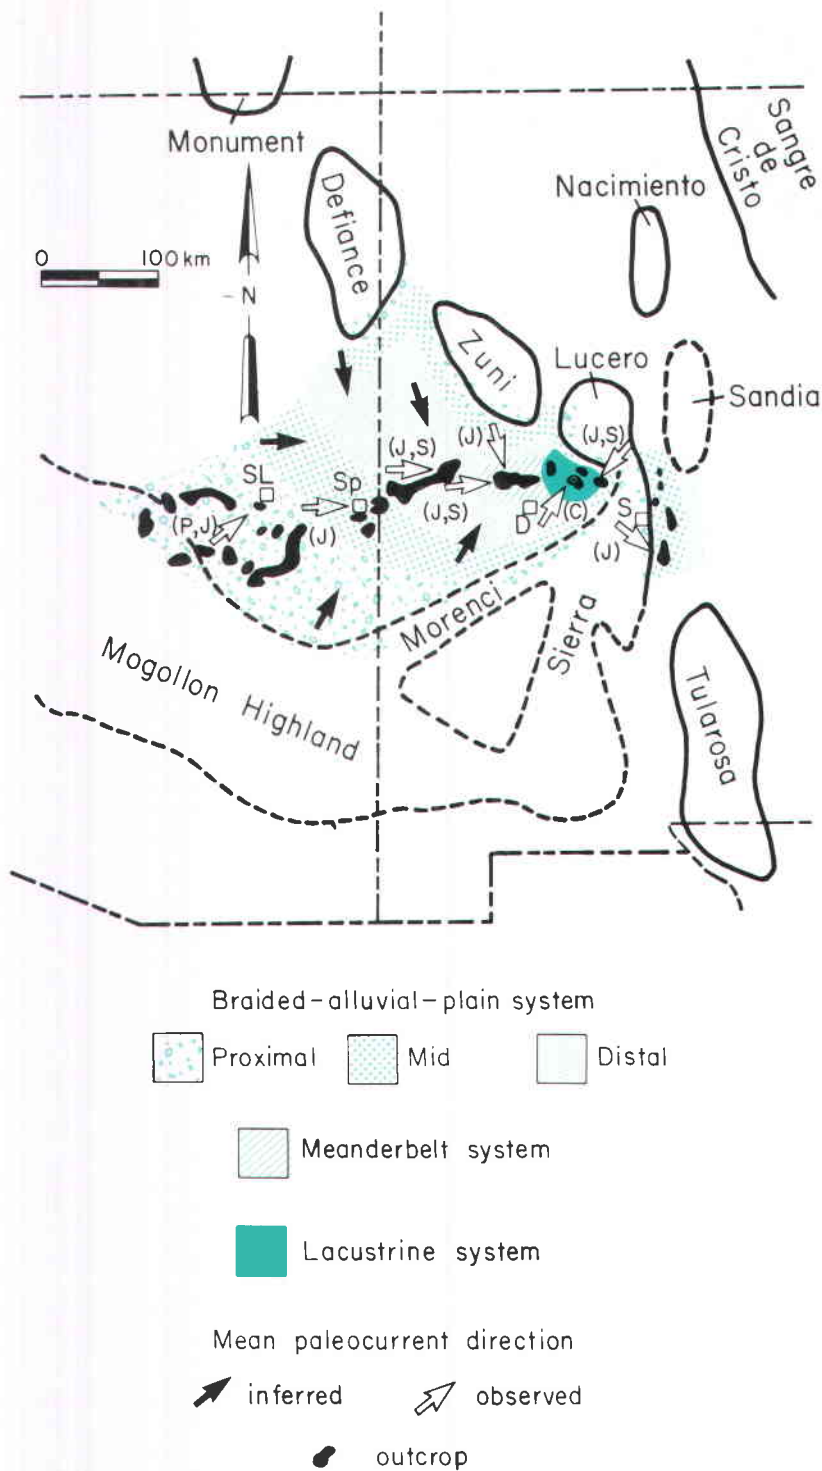 Monument
Sangre
de
Cristo
Defiance
Nacimiento
0 100 km
N
Zuni
Lucero
Sandia
(J,S)
(J)
(J,S)
SL
Sp
(P,J)
(J)
(J,S)
D
(C)
S
(J)
Morenci
Sierra
Mogollon Highland
Tularosa
Braided-alluvial-plain system
Proximal Mid Distal
Meanderbelt system
Lacustrine system
Mean paleocurrent direction
inferred observed
outcrop